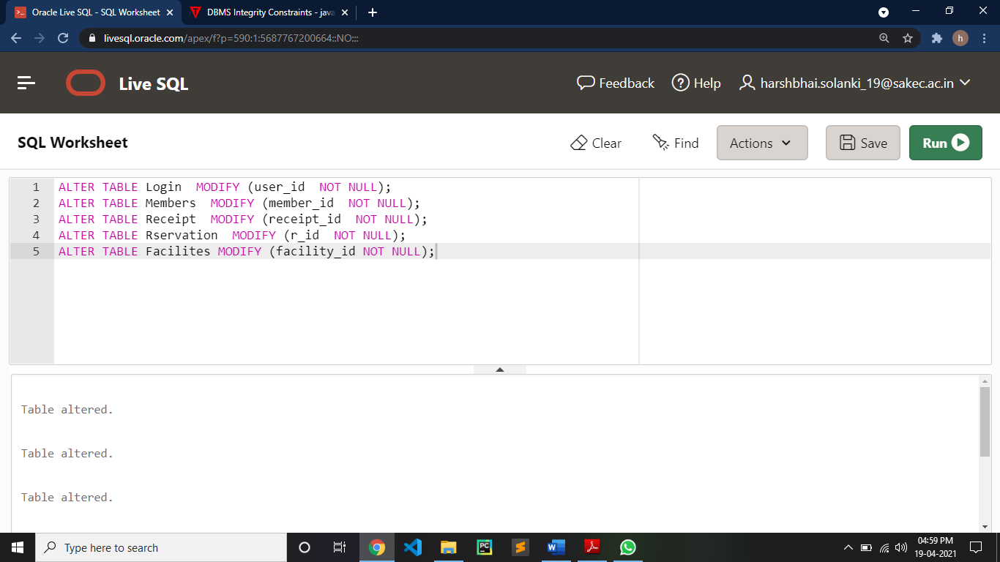 Oracle Live SQL - SQL Worksheet
DBMS Integrity Constraints - java
livesql.oracle.com/apex/f?p=590:1:5687767200664::NO:::
h
Live SQL
Feedback
Help
harshbhai.solanki_19@sakec.ac.in
SQL Worksheet
Clear
Find
Actions
Save
Run
1 ALTER TABLE Login  MODIFY (user_id  NOT NULL);
2 ALTER TABLE Members  MODIFY (member_id  NOT NULL);
3 ALTER TABLE Receipt  MODIFY (receipt_id  NOT NULL);
4 ALTER TABLE Rservation  MODIFY (r_id  NOT NULL);
5 ALTER TABLE Facilites MODIFY (facility_id NOT NULL);
Table altered.
Table altered.
Table altered.
Type here to search
PC
W
04:59 PM
19-04-2021